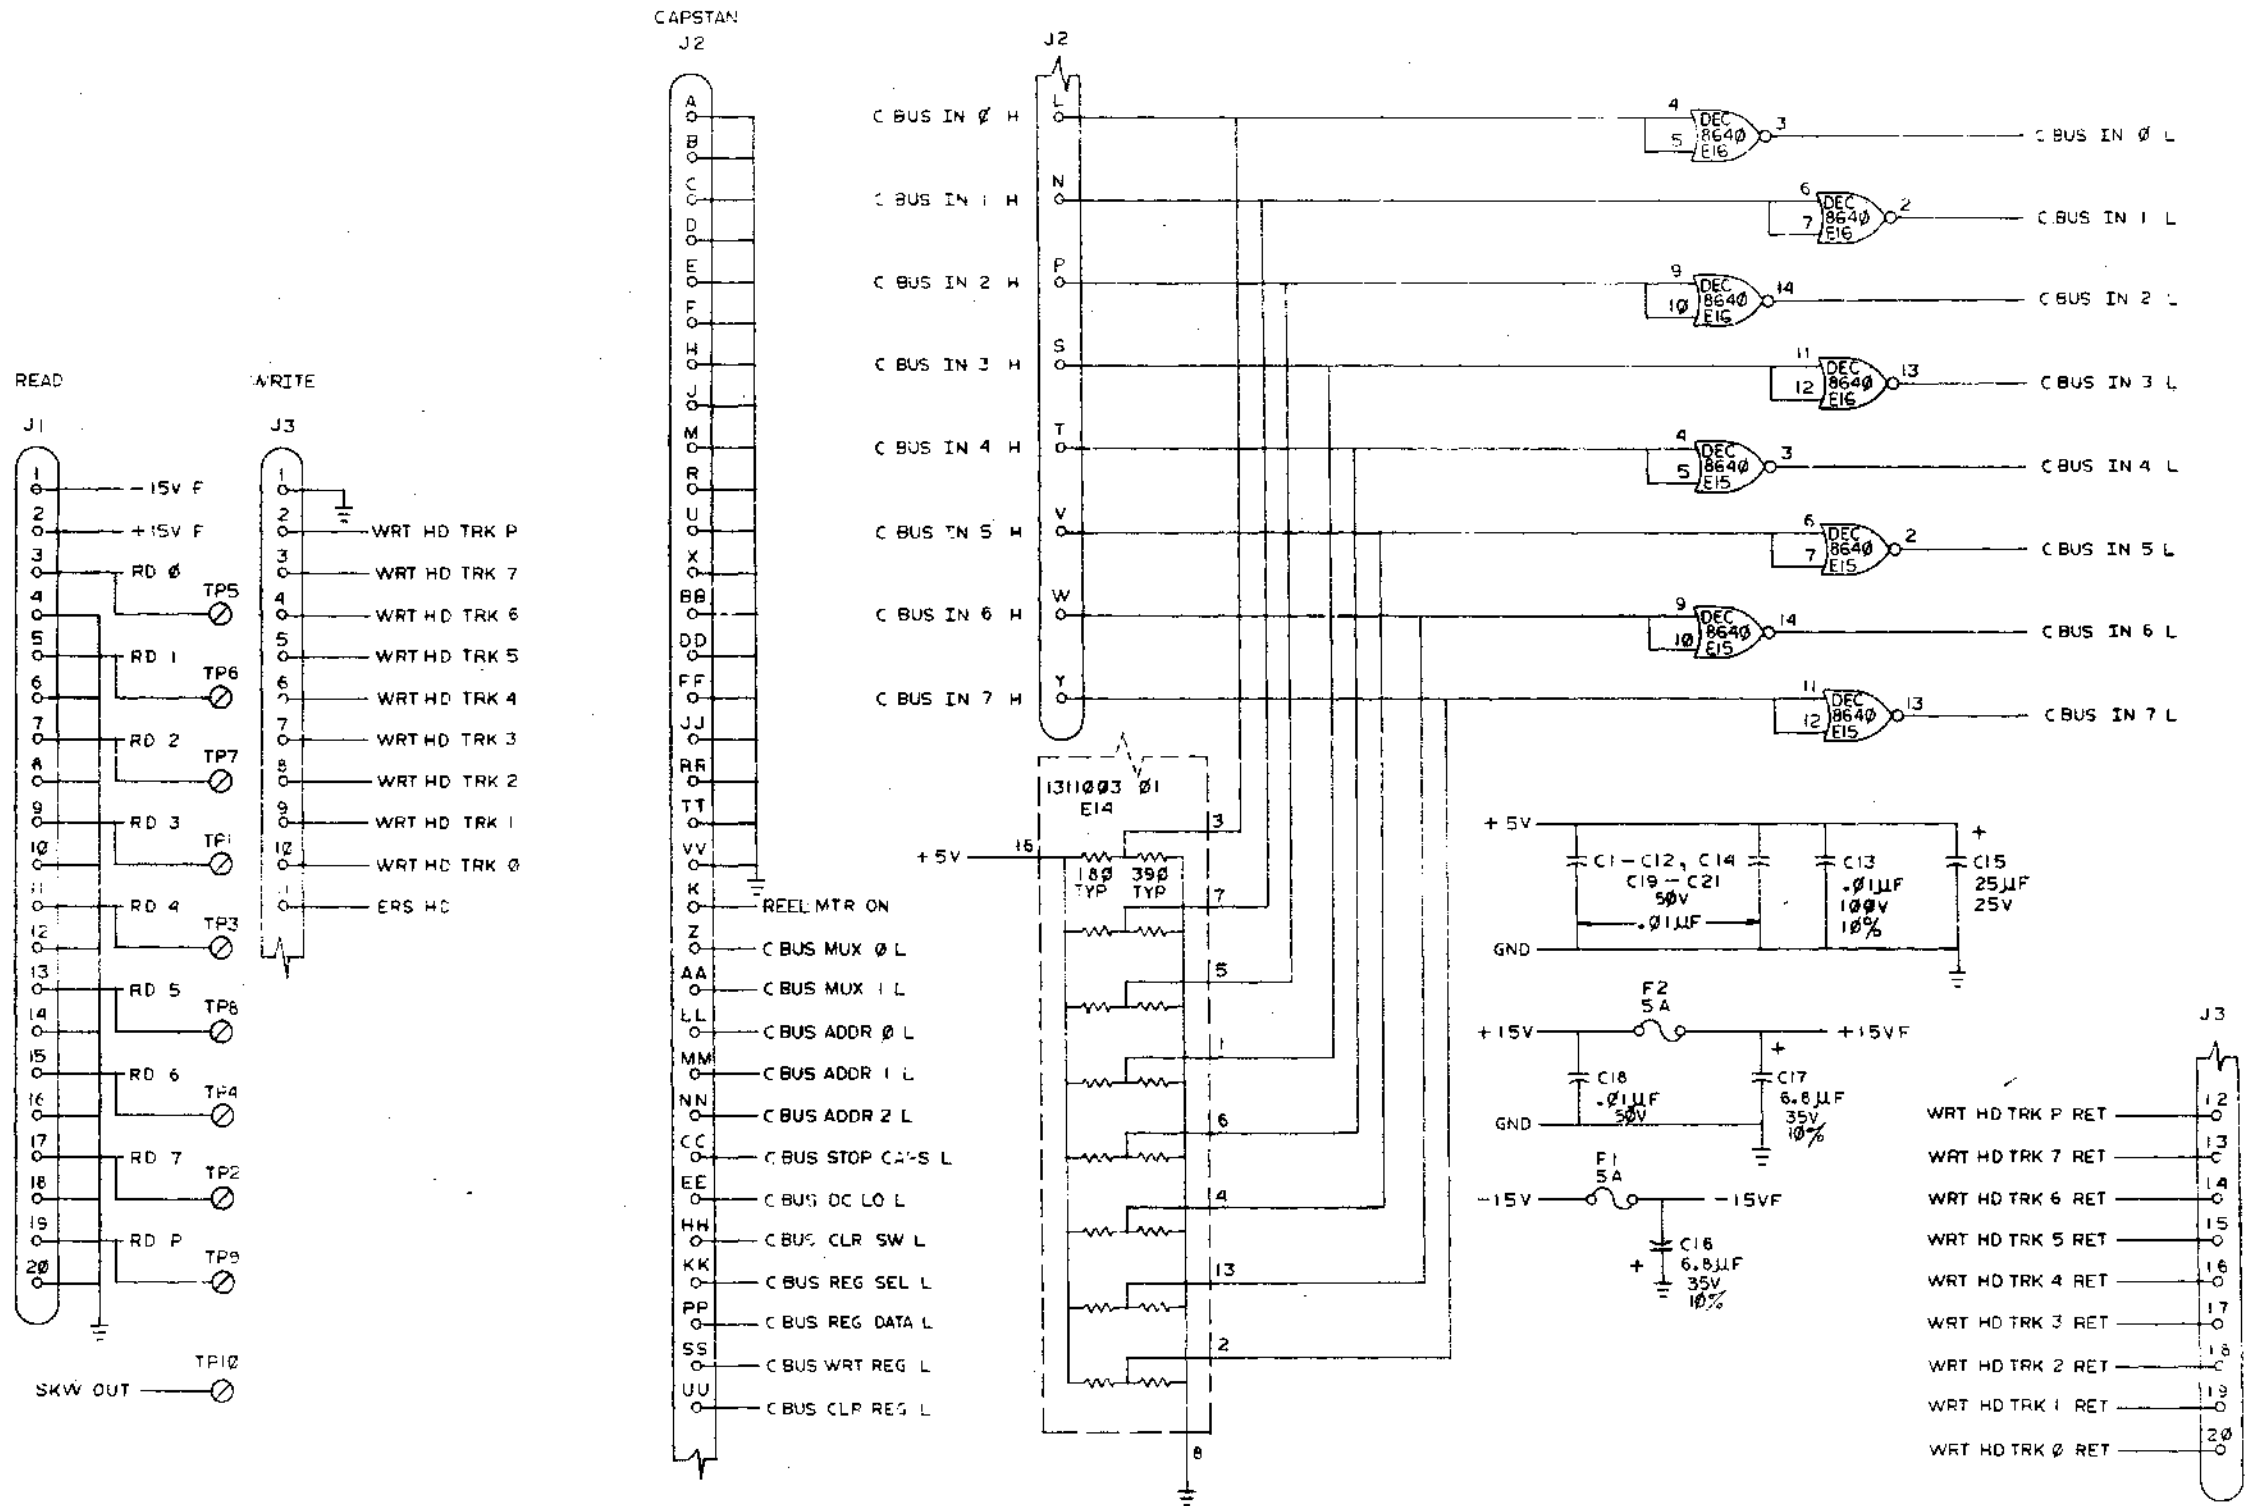 READ
J1
1
-15V F
2
+15V F
3
RD Ø
TP5
4
5
RD 1
TP6
6
7
RD 2
TP7
8
9
RD 3
TP1
1Ø
11
RD 4
TP3
12
13
RD 5
TP8
14
15
RD 6
TP4
16
17
RD 7
TP2
18
19
RD P
TP9
2Ø
SKW OUT
TP1Ø
WRITE
J3
1
2
WRT HD TRK P
3
WRT HD TRK 7
4
WRT HD TRK 6
5
WRT HD TRK 5
6
WRT HD TRK 4
7
WRT HD TRK 3
8
WRT HD TRK 2
9
WRT HD TRK 1
1Ø
WRT HD TRK Ø
ERS HD
CAPSTAN
J2
A
B
C
D
E
F
H
J
M
R
U
X
BB
DD
FF
JJ
RR
TT
VV
K
REEL MTR ON
Z
C BUS MUX Ø L
AA
C BUS MUX 1 L
LL
C BUS ADDR Ø L
MM
C BUS ADDR 1 L
NN
C BUS ADDR 2 L
CC
C BUS STOP CAPS L
EE
C BUS DC LO L
HH
C BUS CLR SW L
KK
C BUS REG SEL L
PP
C BUS REG DATA L
SS
C BUS WRT REG L
UU
C BUS CLR REG L
J2
C BUS IN Ø H
L
4
5
DEC
864Ø
E16
3
C BUS IN Ø L
C BUS IN 1 H
N
6
7
DEC
864Ø
E16
2
C BUS IN 1 L
C BUS IN 2 H
P
9
1Ø
DEC
864Ø
E16
14
C BUS IN 2 L
C BUS IN 3 H
S
11
12
DEC
864Ø
E16
13
C BUS IN 3 L
C BUS IN 4 H
T
4
5
DEC
864Ø
E15
3
C BUS IN 4 L
C BUS IN 5 H
V
6
7
DEC
864Ø
E15
2
C BUS IN 5 L
C BUS IN 6 H
W
9
1Ø
DEC
864Ø
E15
14
C BUS IN 6 L
C BUS IN 7 H
Y
11
12
DEC
864Ø
E15
13
C BUS IN 7 L
1311ØØ3 Ø1
E14
+5V
16
18Ø
TYP
39Ø
TYP
3
7
5
1
6
4
13
2
8
+5V
C1-C12, C14
C19-C21
5ØV
.Ø1µF
C13
.Ø1µF
1ØØV
1Ø%
+
C15
25µF
25V
GND
+15V
F2
5A
+15VF
C18
.Ø1µF
5ØV
+
C17
6.8µF
35V
1Ø%
GND
-15V
F1
5A
-15VF
+
C16
6.8µF
35V
1Ø%
J3
WRT HD TRK P RET
12
WRT HD TRK 7 RET
13
WRT HD TRK 6 RET
14
WRT HD TRK 5 RET
15
WRT HD TRK 4 RET
16
WRT HD TRK 3 RET
17
WRT HD TRK 2 RET
18
WRT HD TRK 1 RET
19
WRT HD TRK Ø RET
2Ø